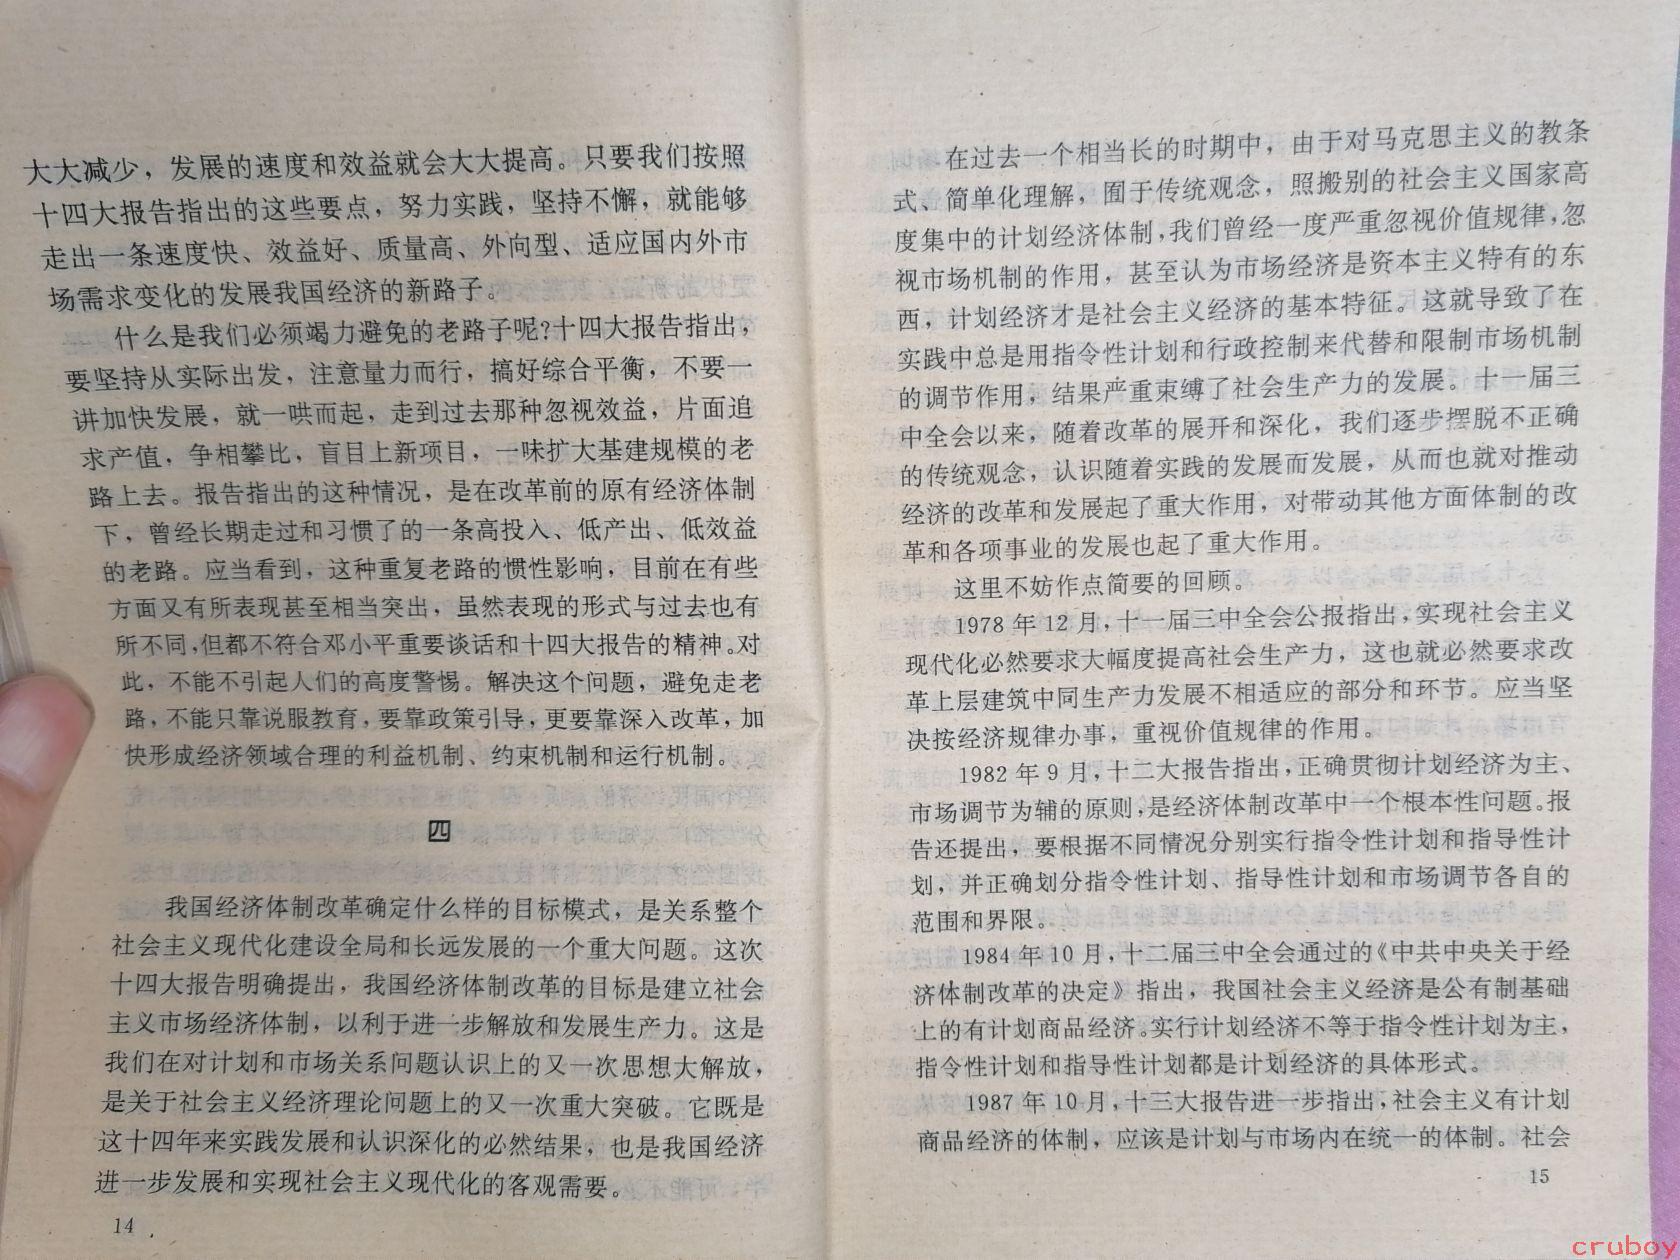 大大减少，发展的速度和效益就会大大提高。只要我们按照
十四大报告指出的这些要点，努力实践，坚持不懈，就能够
走出一条速度快、效益好、质量高、外向型、适应国内外市
场需求变化的发展我国经济的新路子。
什么是我们必须竭力避免的老路子呢?十四大报告指出，
要坚持从实际出发，注意量力而行，搞好综合平衡，不要一
讲加快发展，就一哄而起，走到过去那种忽视效益，片面追
求产值，争相攀比，盲目上新项目，一味扩大基建规模的老
路上去。报告指出的这种情况，是在改革前的原有经济体制
下，曾经长期走过和习惯了的一条高投入、低产出、低效益
的老路。应当看到，这种重复老路的惯性影响，目前在有些
方面又有所表现甚至相当突出，虽然表现的形式与过去也有
所不同，但都不符合邓小平重要谈话和十四大报告的精神。对
此，不能不引起人们的高度警惕。解决这个问题，避免走老
路，不能只靠说服教育，要靠政策引导，更要靠深入改革，加
快形成经济领域合理的利益机制、约束机制和运行机制。
四
我国经济体制改革确定什么样的目标模式，是关系整个
社会主义现代化建设全局和长远发展的一个重大问题。这次
十四大报告明确提出，我国经济体制改革的目标是建立社会
主义市场经济体制，以利于进一步解放和发展生产力。这是
我们在对计划和市场关系问题认识上的又一次思想大解放，
是关于社会主义经济理论问题上的又一次重大突破。它既是
这十四年来实践发展和认识深化的必然结果，也是我国经济
进一步发展和实现社会主义现代化的客观需要。
14
在过去一个相当长的时期中，由于对马克思主义的教条
式、简单化理解，囿于传统观念，照搬别的社会主义国家高
度集中的计划经济体制，我们曾经一度严重忽视价值规律，忽
视市场机制的作用，甚至认为市场经济是资本主义特有的东
西，计划经济才是社会主义经济的基本特征。这就导致了在
实践中总是用指令性计划和行政控制来代替和限制市场机制
的调节作用，结果严重束缚了社会生产力的发展。十一届三
中全会以来，随着改革的展开和深化，我们逐步摆脱不正确
的传统观念，认识随着实践的发展而发展，从而也就对推动
经济的改革和发展起了重大作用，对带动其他方面体制的改
革和各项事业的发展也起了重大作用。
这里不妨作点简要的回顾。
1978年12月，十一届三中全会公报指出，实现社会主义
现代化必然要求大幅度提高社会生产力，这也就必然要求改
革上层建筑中同生产力发展不相适应的部分和环节。应当坚
决按经济规律办事，重视价值规律的作用。
1982年9月，十二大报告指出，正确贯彻计划经济为主、
市场调节为辅的原则，是经济体制改革中一个根本性问题。报
告还提出，要根据不同情况分别实行指令性计划和指导性计
划，并正确划分指令性计划、指导性计划和市场调节各自的
范围和界限。
1984年10月，十二届三中全会通过的《中共中央关于经
济体制改革的决定》指出，我国社会主义经济是公有制基础
上的有计划商品经济。实行计划经济不等于指令性计划为主，
指令性计划和指导性计划都是计划经济的具体形式。
1987年10月，十三大报告进一步指出，社会主义有计划
商品经济的体制，应该是计划与市场内在统一的体制。社会
15
cruboy